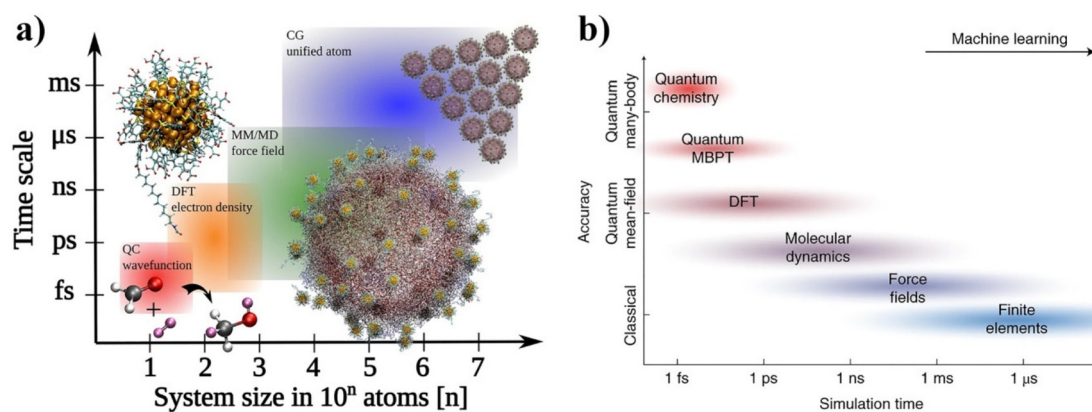 a)
Time scale
ms
μs
ns
ps
fs
CG
unified atom
MM/MD
force field
DFT
electron density
QC
wavefunction
+
1 2 3 4 5 6 7
System size in 10ⁿ atoms [n]
b)
Machine learning
Accuracy
Quantum
many-body
Quantum
mean-field
Classical
Quantum
chemistry
Quantum
MBPT
DFT
Molecular
dynamics
Force
fields
Finite
elements
1 fs 1 ps 1 ns 1 ms 1 μs
Simulation time